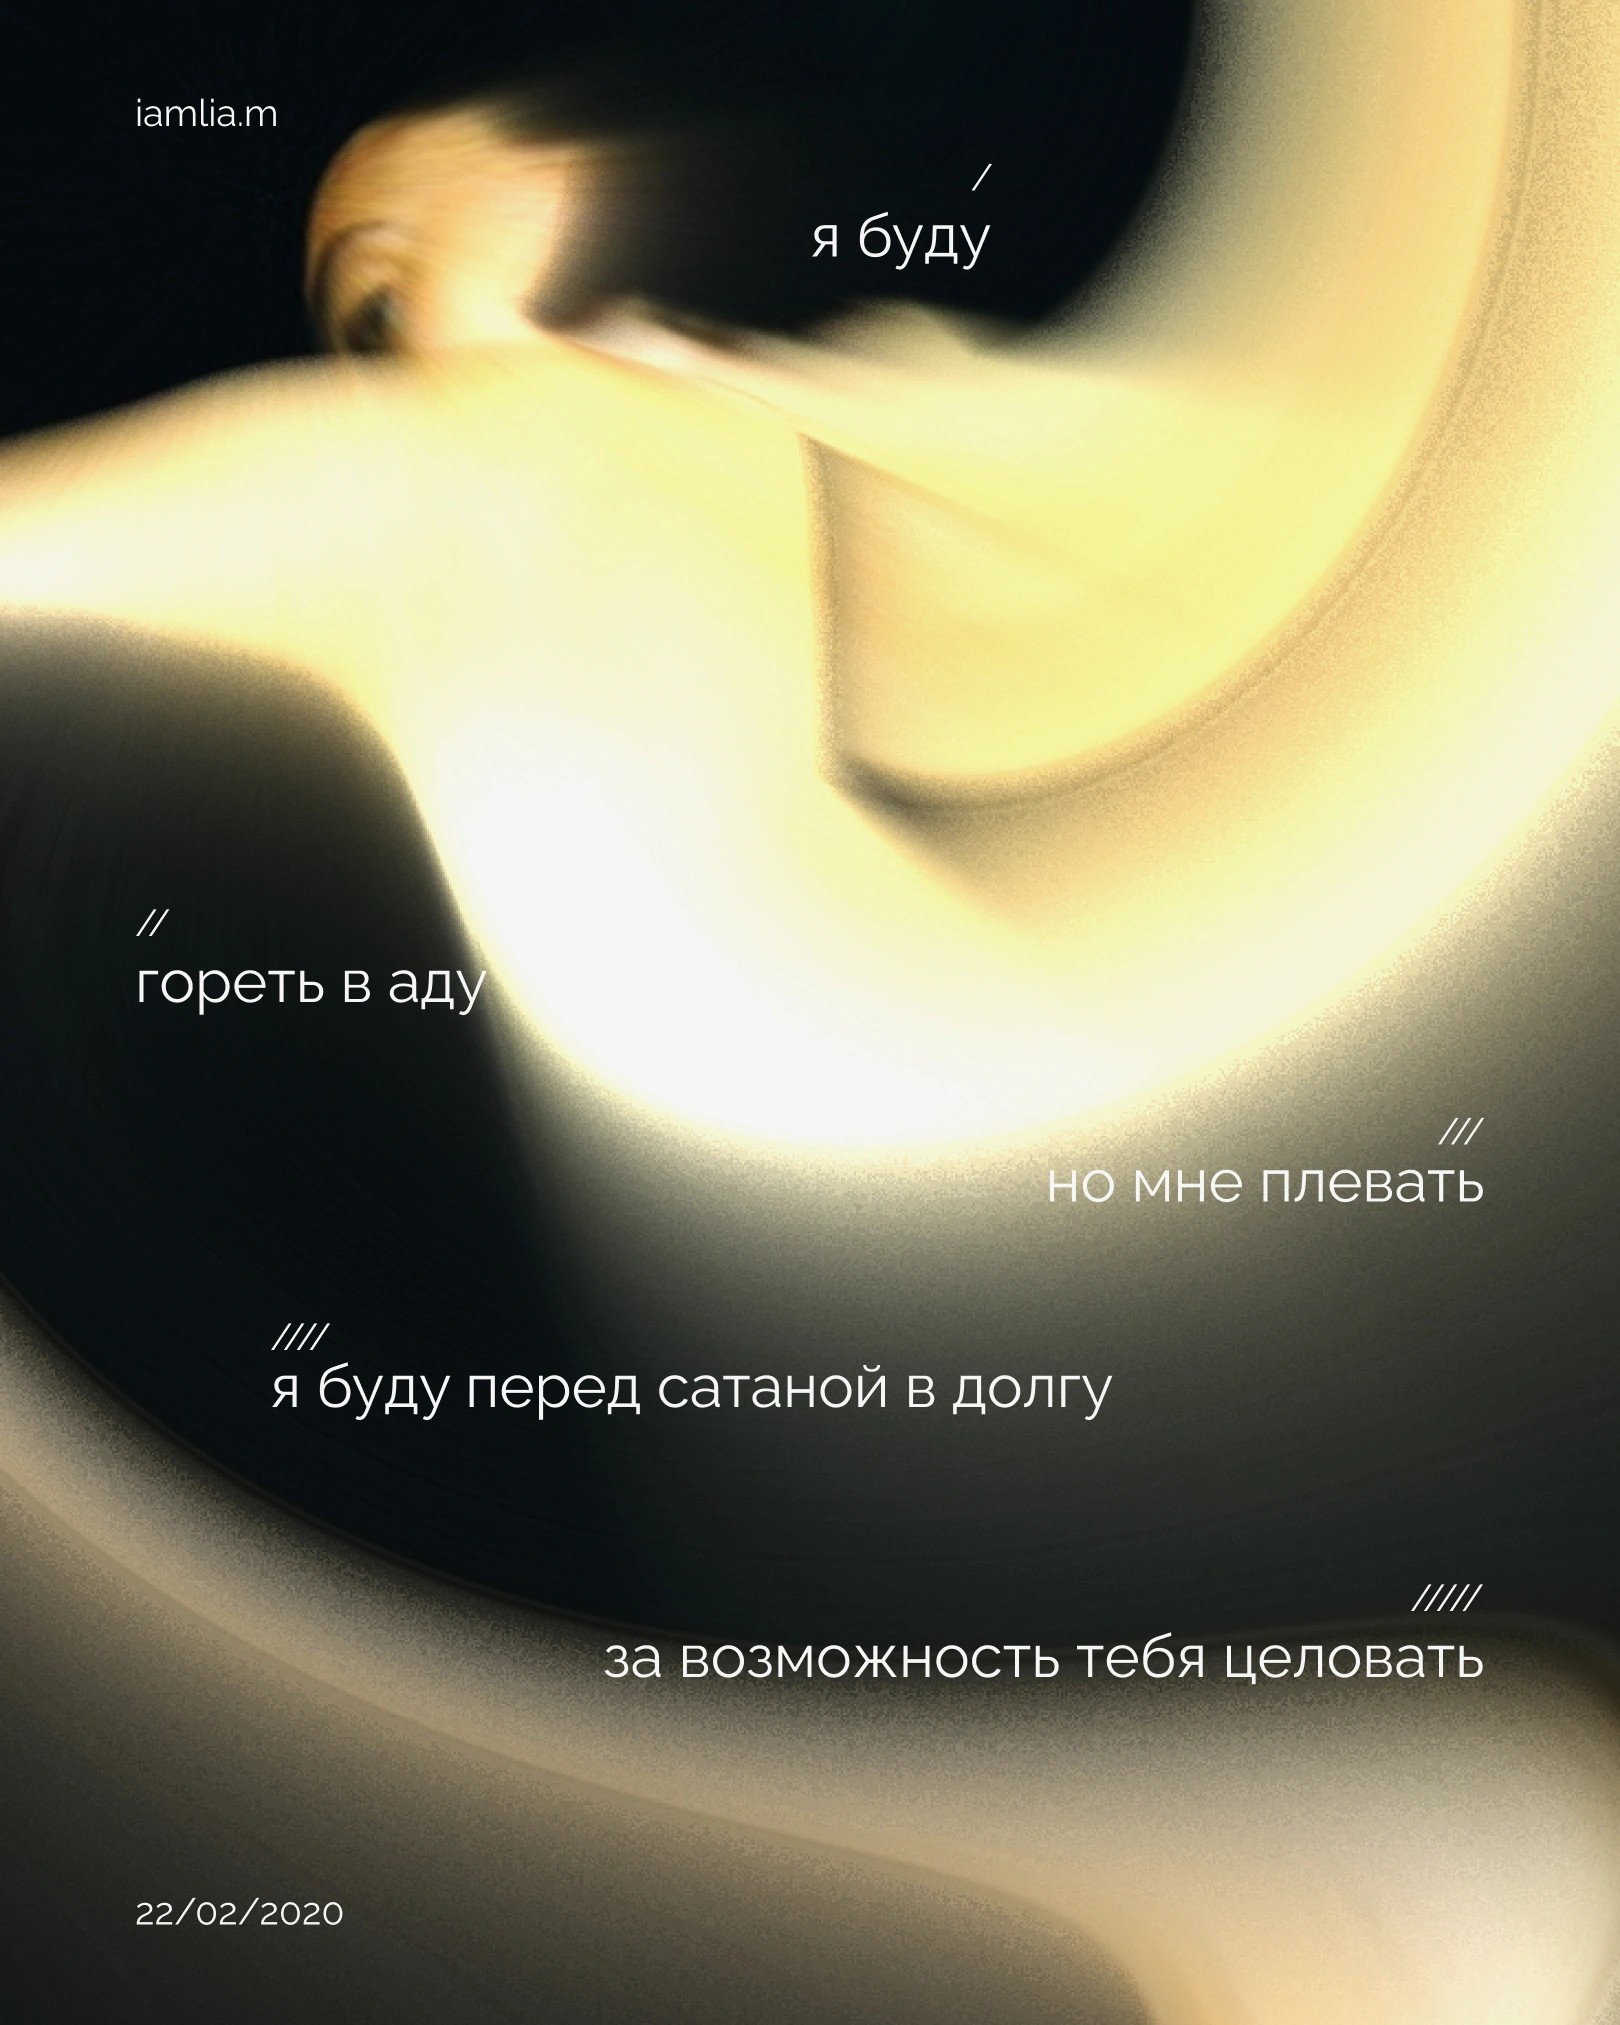 iamlia.m
/
я буду
//
гореть в аду
///
но мне плевать
////
я буду перед сатаной в долгу
/////
за возможность тебя целовать
22/02/2020